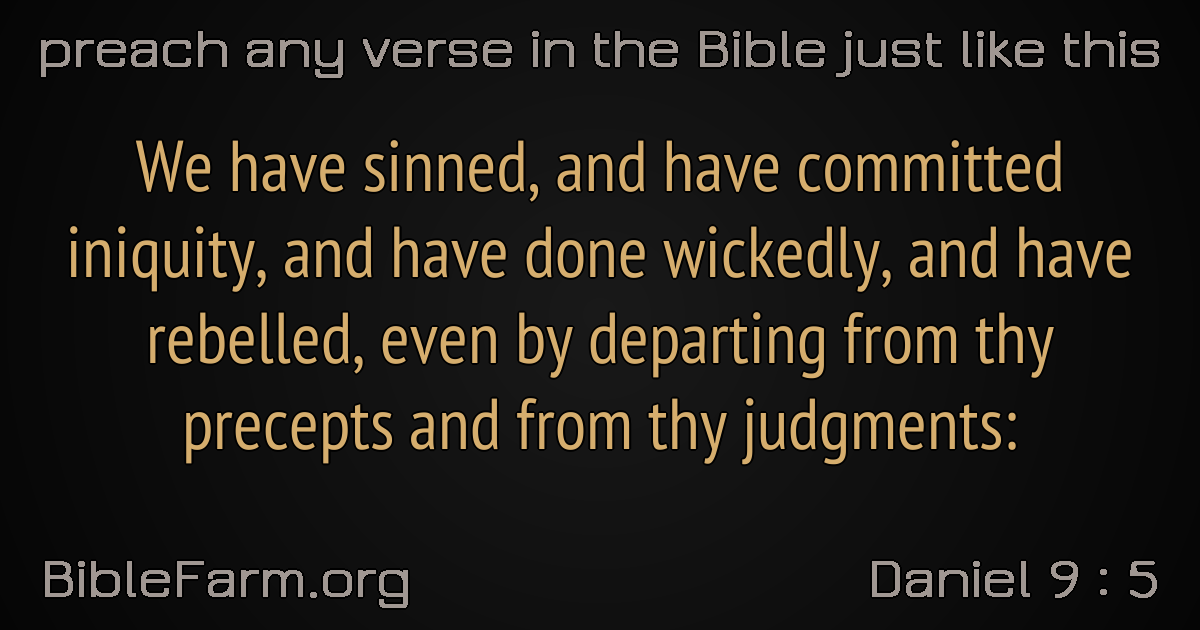 preach any verse in the Bible just like this
We have sinned, and have committed
iniquity, and have done wickedly, and have
rebelled, even by departing from thy
precepts and from thy judgments:
BibleFarm.org
Daniel 9 : 5